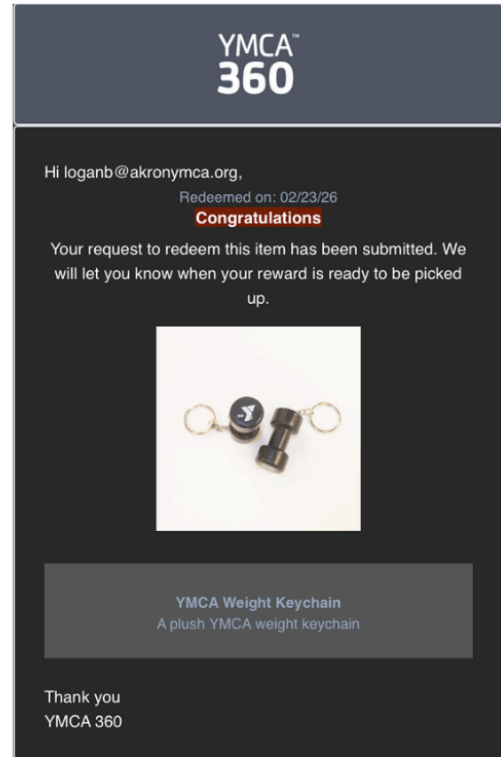 YMCA™
360
Hi loganb@akronymca.org,
Redeemed on: 02/23/26
Congratulations
Your request to redeem this item has been submitted. We
will let you know when your reward is ready to be picked
up.
YMCA Weight Keychain
A plush YMCA weight keychain
Thank you
YMCA 360